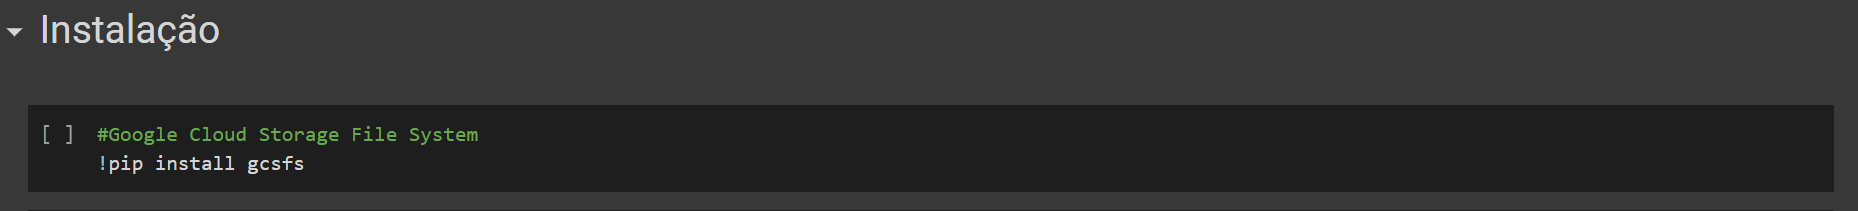 Instalação
[ ] #Google Cloud Storage File System
!pip install gcsfs